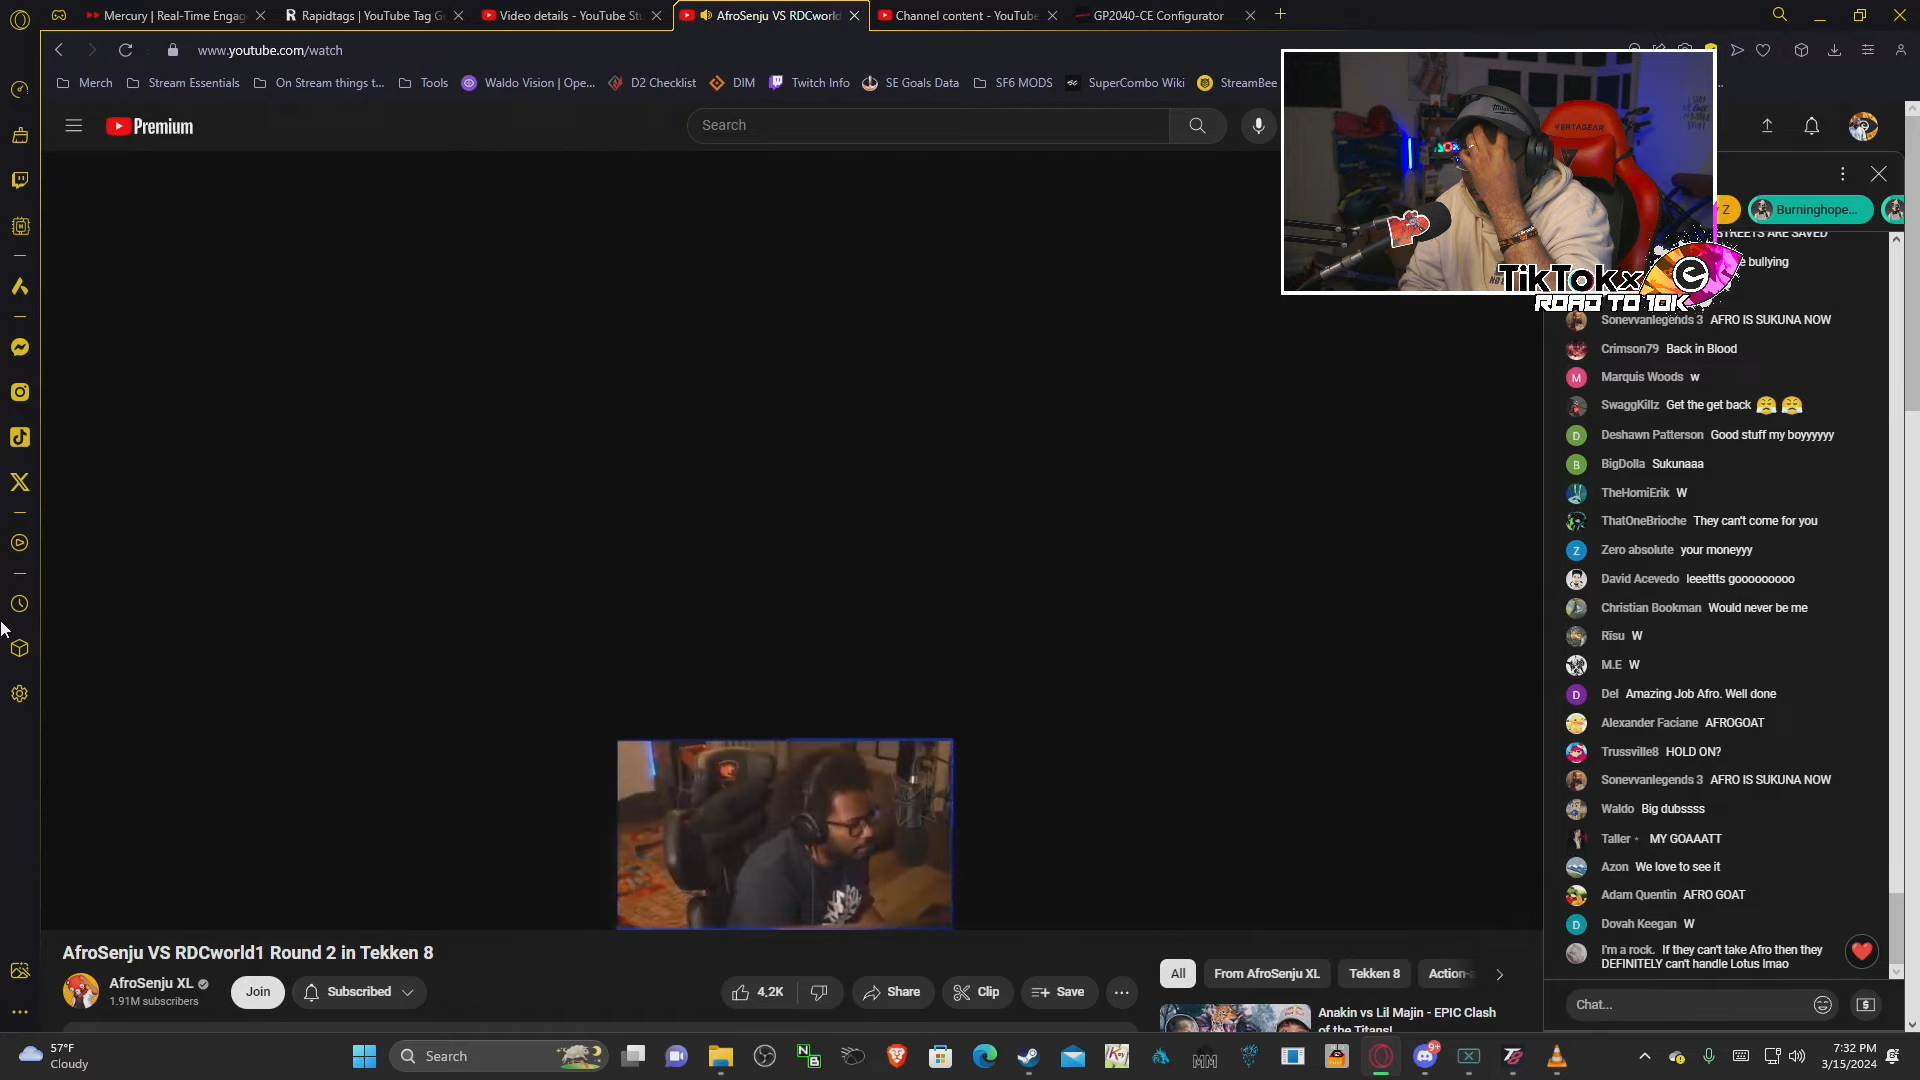 Mercury | Real-Time Engag
Rapidtags | YouTube Tag G
Video details - YouTube St
AfroSenju VS RDCworld
Channel content - YouTube
GP2040-CE Configurator
www.youtube.com/watch
Merch
Stream Essentials
On Stream things t...
Tools
Waldo Vision | Ope...
D2 Checklist
DIM
Twitch Info
SE Goals Data
SF6 MODS
SuperCombo Wiki
StreamBee
Premium
Search
VERTAGEAR
TikTok x
ROAD TO 10K
Z
Burninghope...
STREETS ARE SAVED
e bullying
Sonevvanlegends 3 AFRO IS SUKUNA NOW
Crimson79 Back in Blood
M Marquis Woods w
SwaggKillz Get the get back 😤 😤
D Deshawn Patterson Good stuff my boyyyyyy
B BigDolla Sukunaaa
TheHomiErik W
ThatOneBrioche They can't come for you
Z Zero absolute your moneyyy
David Acevedo leeettts gooooooooo
Christian Bookman Would never be me
Rīsu W
M.E W
D Del Amazing Job Afro. Well done
Alexander Faciane AFROGOAT
Trussville8 HOLD ON?
Sonevvanlegends 3 AFRO IS SUKUNA NOW
Waldo Big dubssss
Taller • MY GOAAATT
Azon We love to see it
Adam Quentin AFRO GOAT
D Dovah Keegan W
I'm a rock. If they can't take Afro then they
DEFINITELY can't handle Lotus lmao
Chat...
AfroSenju VS RDCworld1 Round 2 in Tekken 8
AfroSenju XL
1.91M subscribers
Join
Subscribed
4.2K
Share
Clip
Save
All
From AfroSenju XL
Tekken 8
Action-
Anakin vs Lil Majin - EPIC Clash
of the Titans!
57°F
Cloudy
Search
9+
7:32 PM
3/15/2024